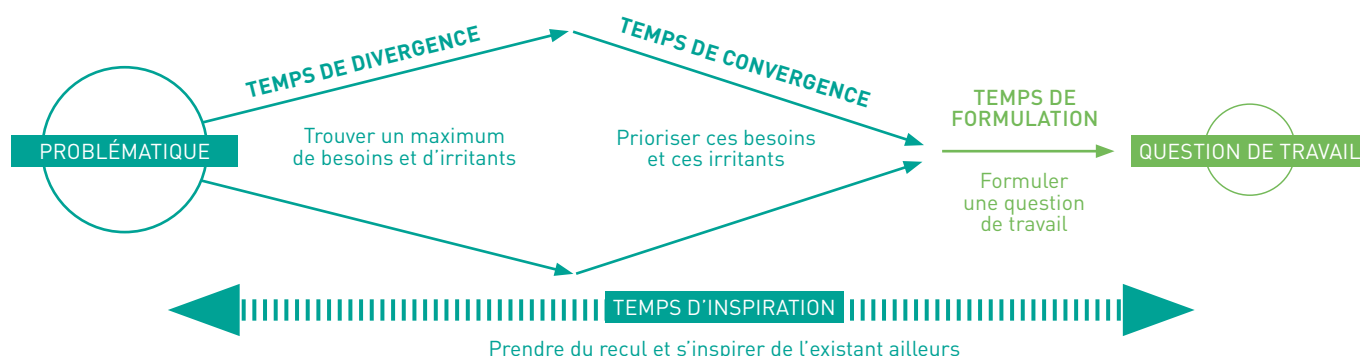 TEMPS DE DIVERGENCE
TEMPS DE CONVERGENCE
PROBLÉMATIQUE
Trouver un maximum
de besoins et d’irritants
Prioriser ces besoins
et ces irritants
TEMPS DE
FORMULATION
Formuler
une question
de travail
QUESTION DE TRAVAIL
TEMPS D’INSPIRATION
Prendre du recul et s’inspirer de l’existant ailleurs